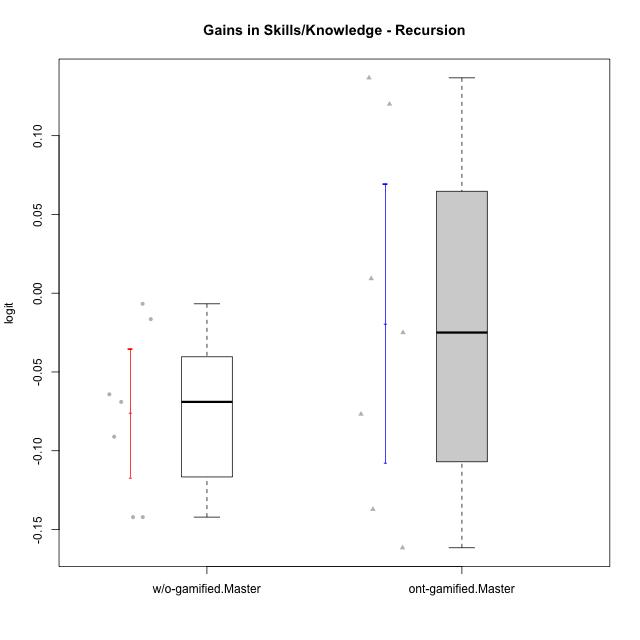 Gains in Skills/Knowledge - Recursion
logit
0.10
0.05
0.00
-0.05
-0.10
-0.15
w/o-gamified.Master
ont-gamified.Master